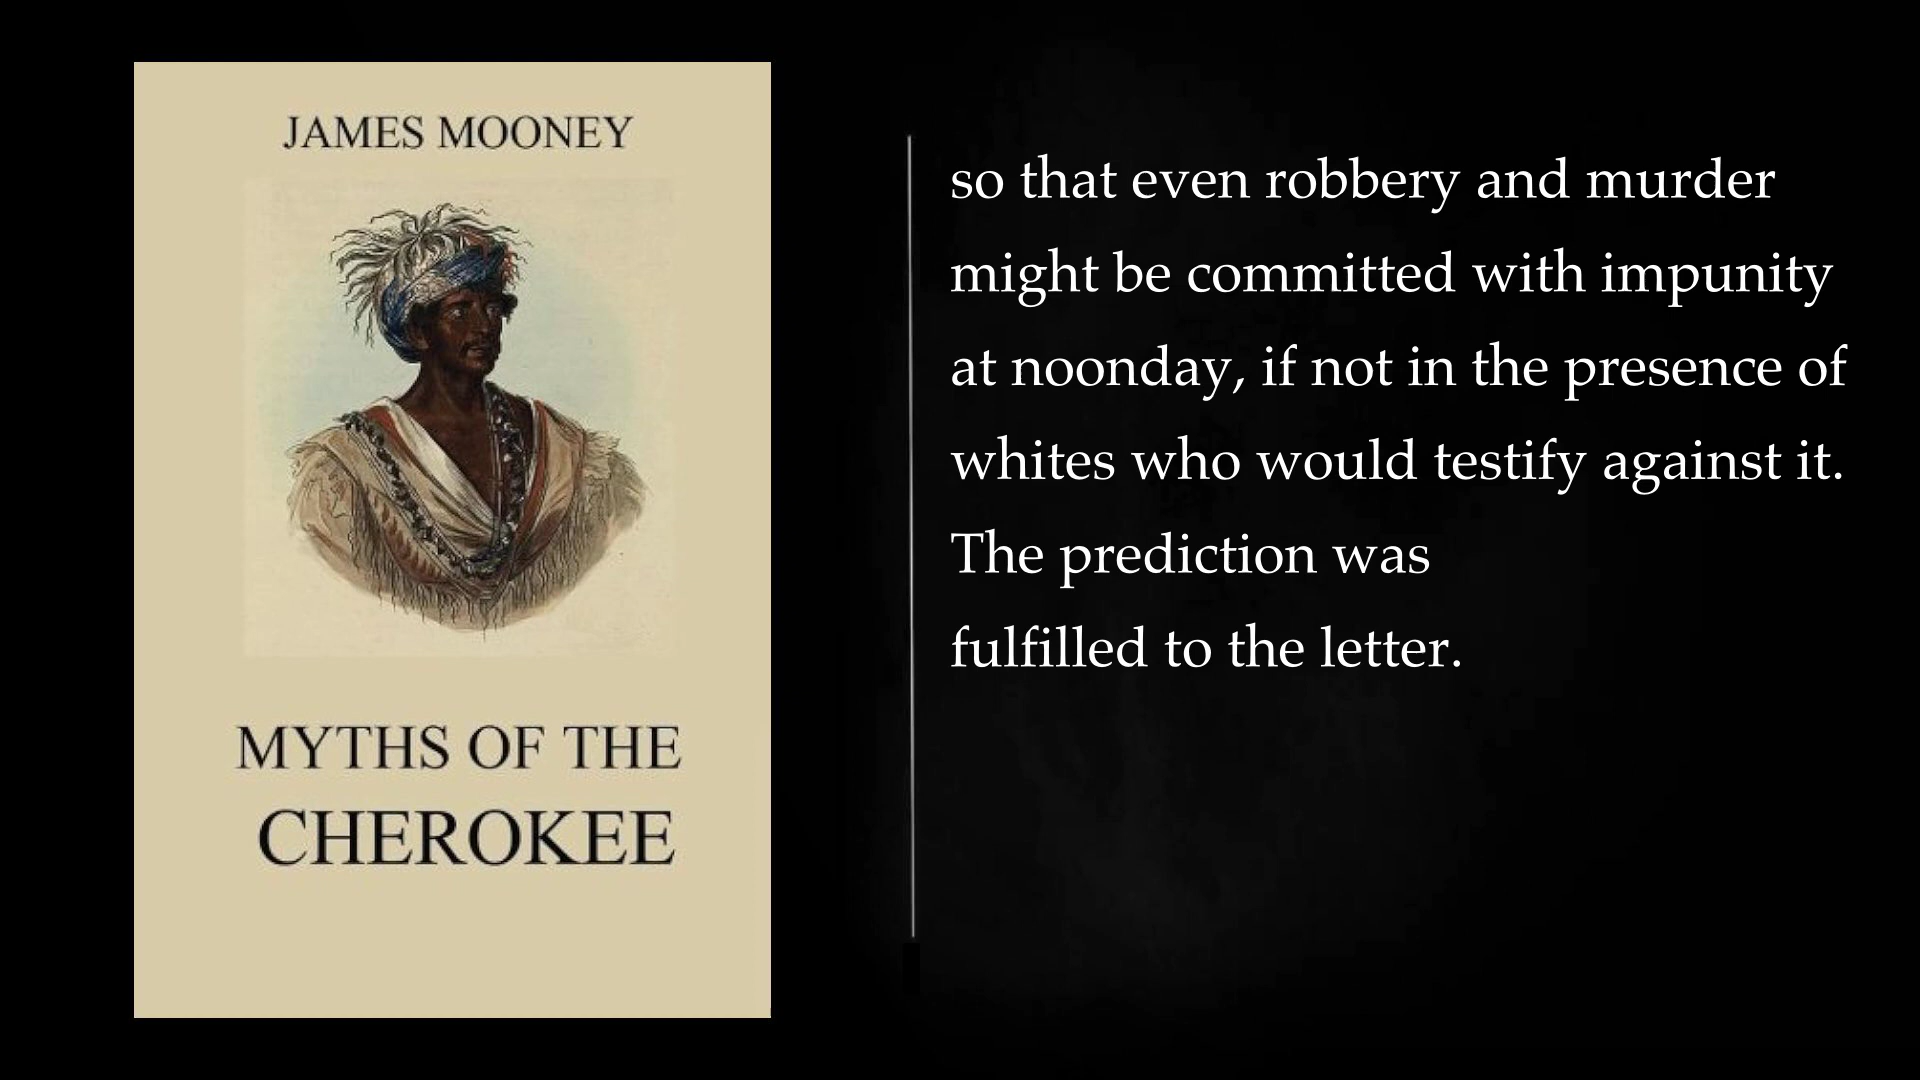 JAMES MOONEY
MYTHS OF THE
CHEROKEE
so that even robbery and murder
might be committed with impunity
at noonday, if not in the presence of
whites who would testify against it.
The prediction was
fulfilled to the letter.